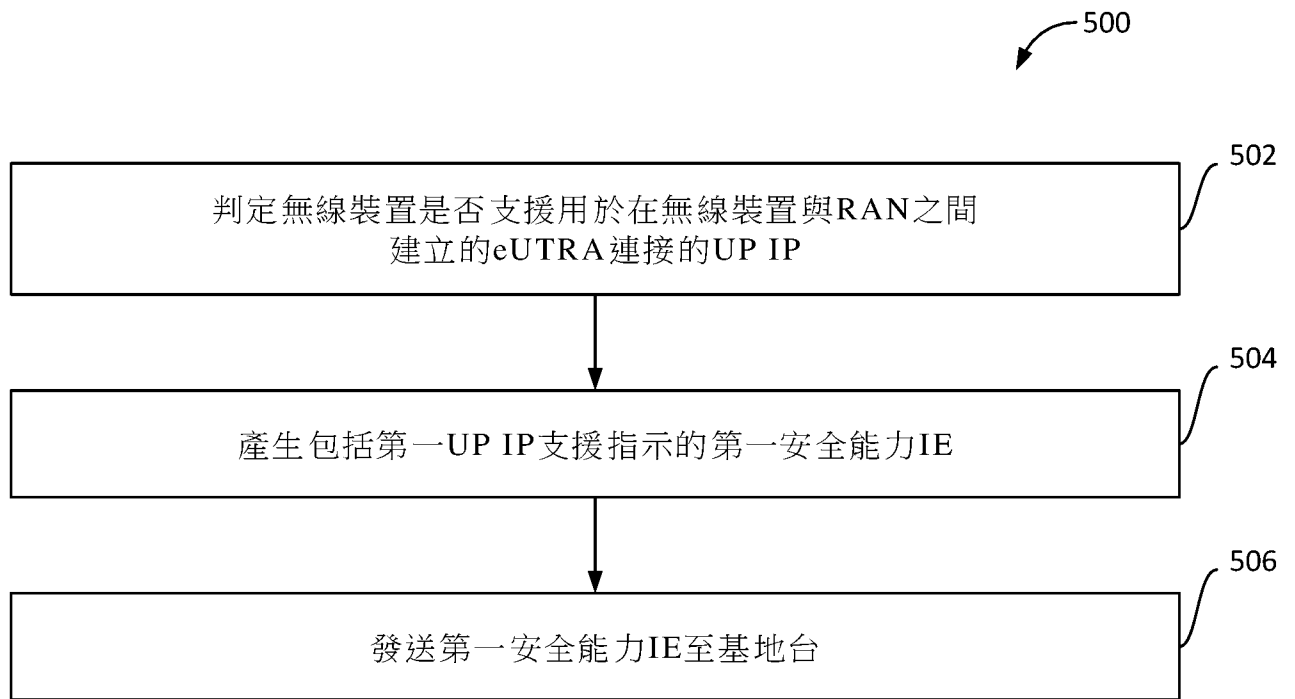 500
502
判定無線裝置是否支援用於在無線裝置與RAN之間
建立的eUTRA連接的UP IP
504
產生包括第一UP IP支援指示的第一安全能力IE
506
發送第一安全能力IE至基地台